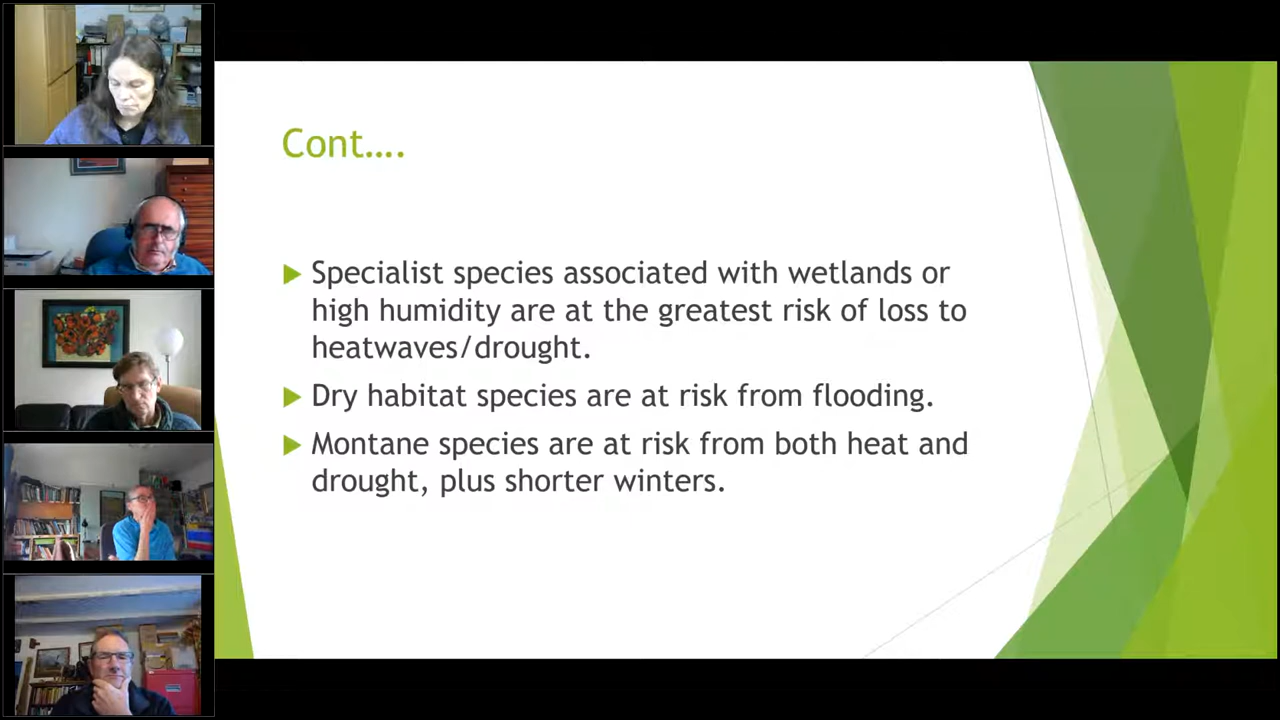 Cont....
Specialist species associated with wetlands or
high humidity are at the greatest risk of loss to
heatwaves/drought.
Dry habitat species are at risk from flooding.
Montane species are at risk from both heat and
drought, plus shorter winters.